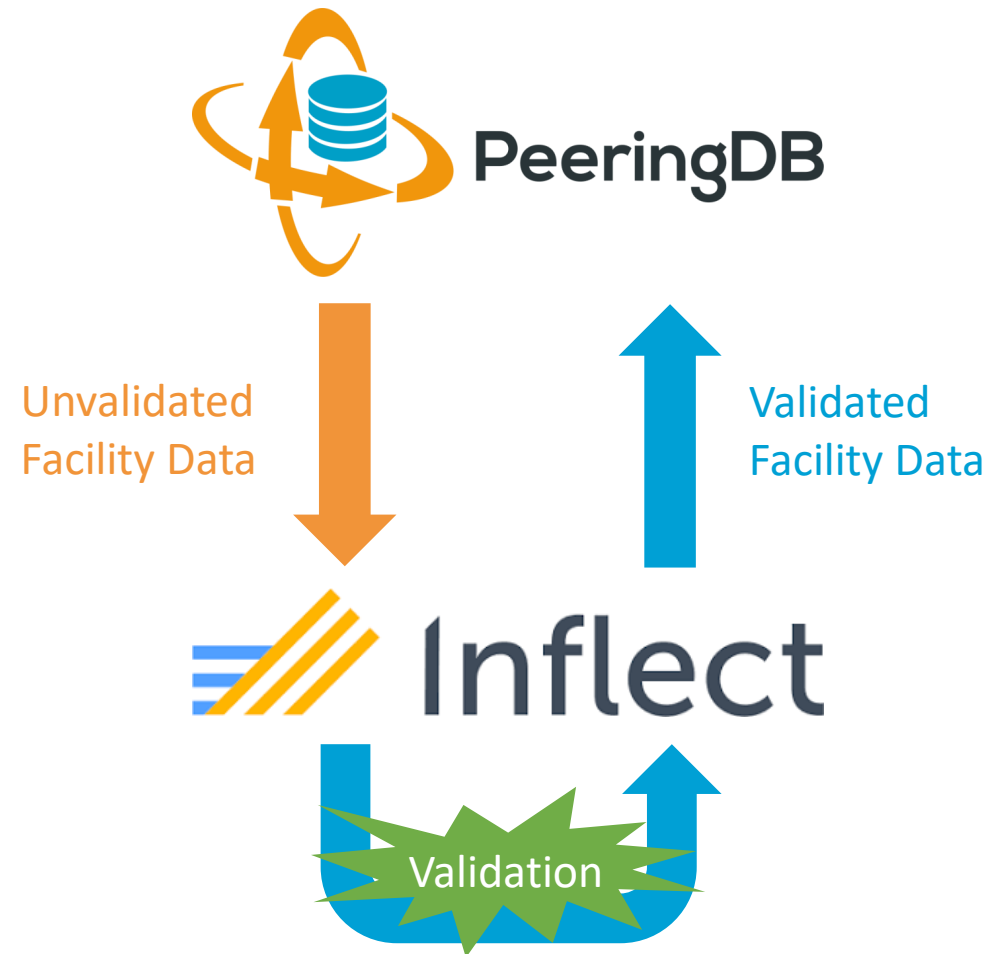 PeeringDB
Unvalidated
Facility Data
Validated
Facility Data
Inflect
Validation